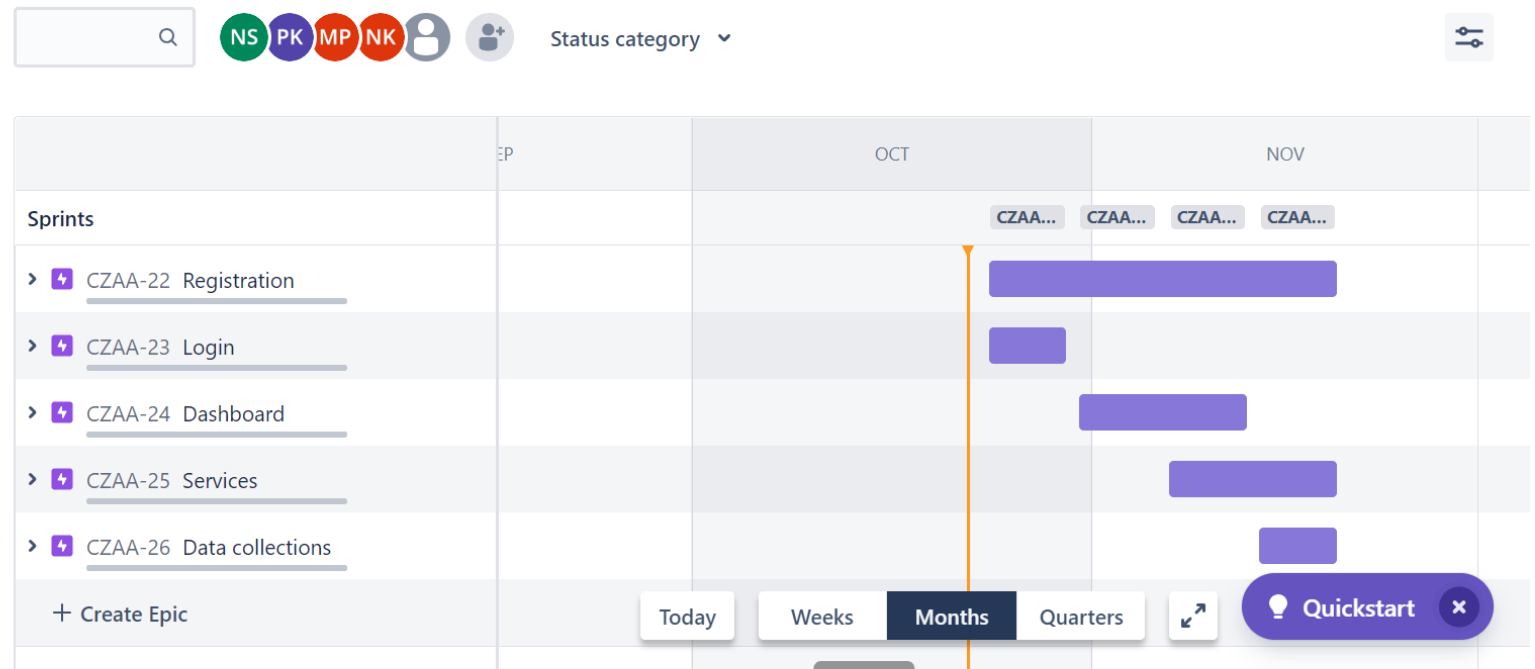 NS PK MP NK Status category
EP OCT NOV
Sprints CZAA... CZAA... CZAA... CZAA...
CZAA-22 Registration
CZAA-23 Login
CZAA-24 Dashboard
CZAA-25 Services
CZAA-26 Data collections
+ Create Epic
Today Weeks Months Quarters Quickstart